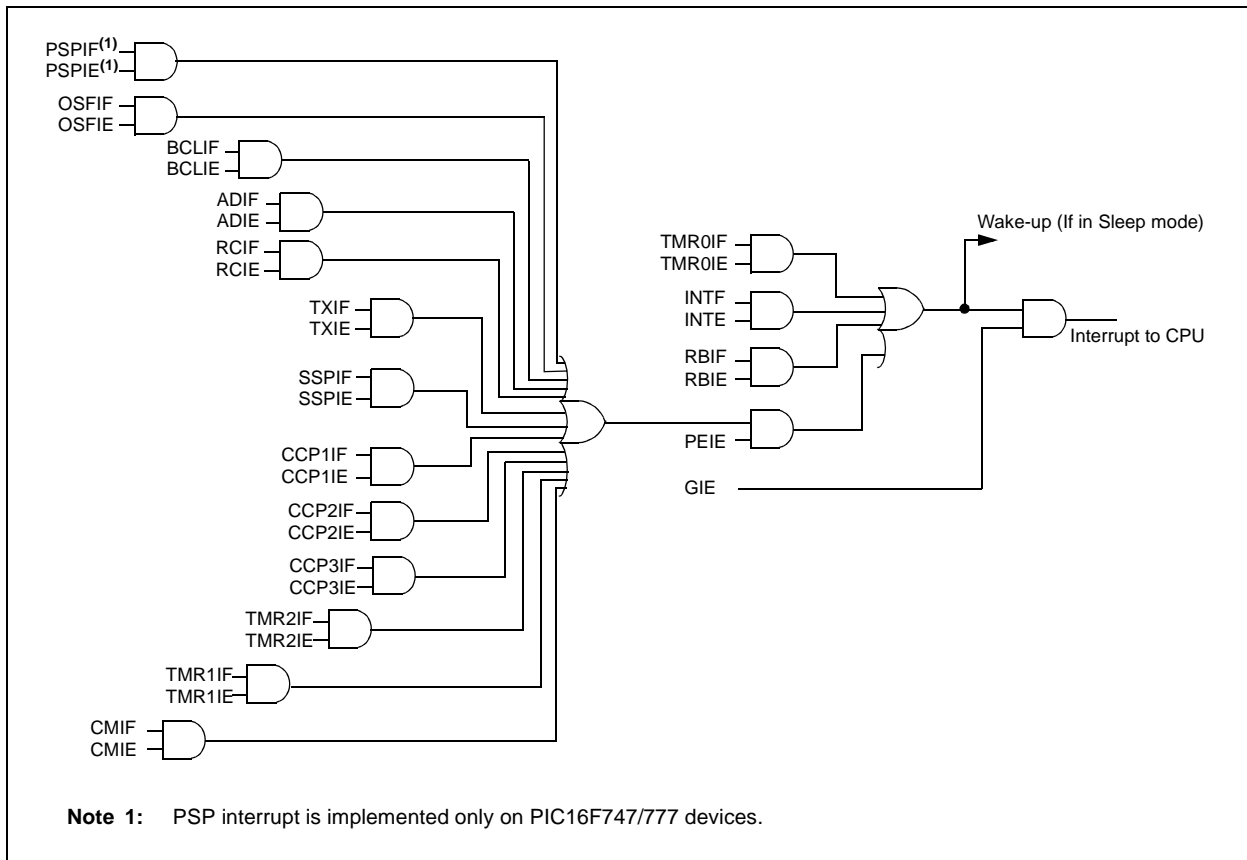 PSPIF(1)
PSPIE(1)
OSFIF
OSFIE
BCLIF
BCLIE
ADIF
ADIE
RCIF
RCIE
TXIF
TXIE
SSPIF
SSPIE
CCP1IF
CCP1IE
CCP2IF
CCP2IE
CCP3IF
CCP3IE
TMR2IF
TMR2IE
TMR1IF
TMR1IE
CMIF
CMIE
TMR0IF
TMR0IE
INTF
INTE
RBIF
RBIE
PEIE
GIE
Wake-up (If in Sleep mode)
Interrupt to CPU
Note 1: PSP interrupt is implemented only on PIC16F747/777 devices.